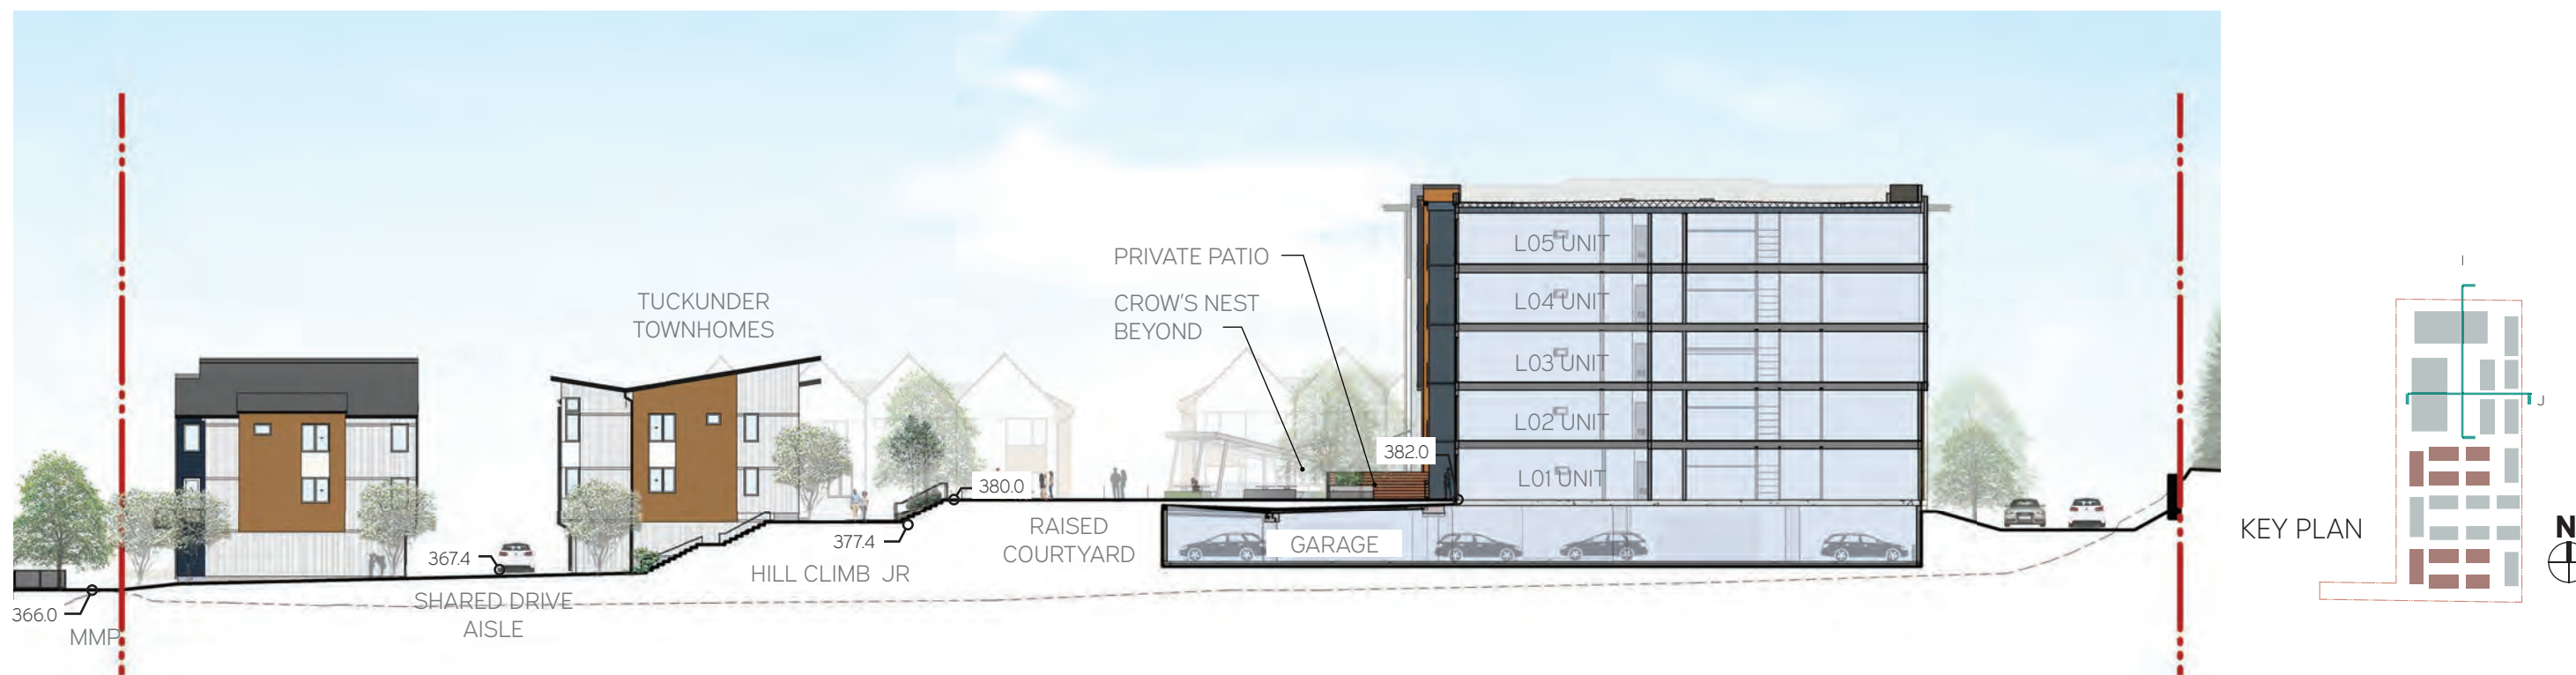 PRIVATE PATIO
CROW'S NEST
BEYOND
TUCKUNDER
TOWNHOMES
L05 UNIT
L04 UNIT
L03 UNIT
L02 UNIT
L01 UNIT
382.0
380.0
377.4
367.4
366.0
MMP
SHARED DRIVE
AISLE
HILL CLIMB JR
RAISED
COURTYARD
GARAGE
KEY PLAN
I
J
N